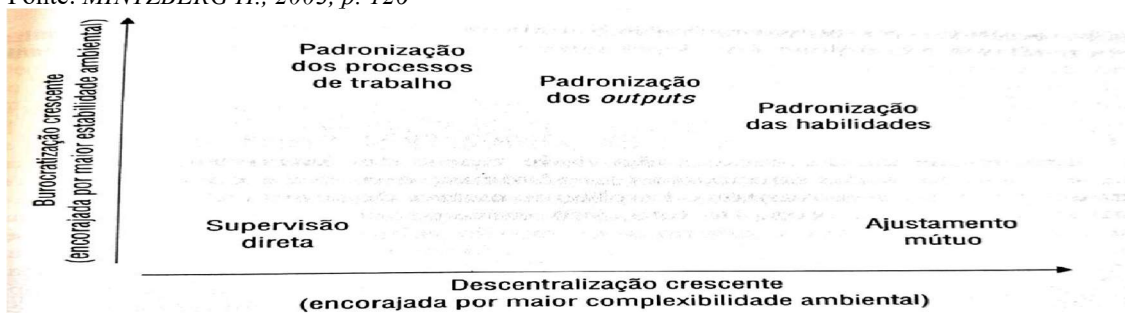 Fonte: MINTZBERG H., 2003, p. 126
Burocratização crescente
(encorajada por maior estabilidade ambiental)
Padronização
dos processos
de trabalho
Padronização
dos outputs
Padronização
das habilidades
Supervisão
direta
Ajustamento
mútuo
Descentralização crescente
(encorajada por maior complexibilidade ambiental)